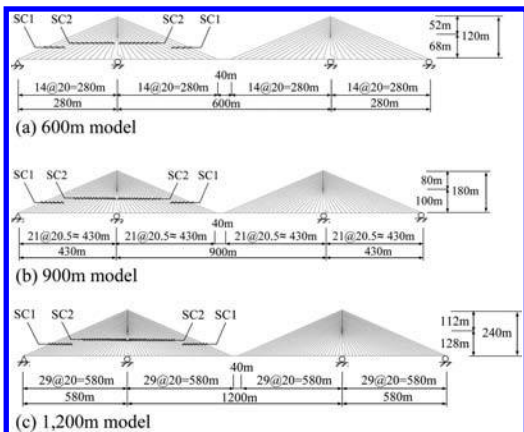 SC1 SC2 SC2 SC1
52m
68m
120m
40m
14@20=280m 14@20=280m 14@20=280m 14@20=280m
280m 600m 280m
(a) 600m model
SC1 SC2 SC2 SC1
80m
100m
180m
40m
21@20.5≈ 430m 21@20.5≈ 430m 21@20.5≈ 430m 21@20.5≈ 430m
430m 900m 430m
(b) 900m model
SC1 SC2 SC2 SC1
112m
128m
240m
40m
29@20=580m 29@20=580m 29@20=580m 29@20=580m
580m 1200m 580m
(c) 1,200m model